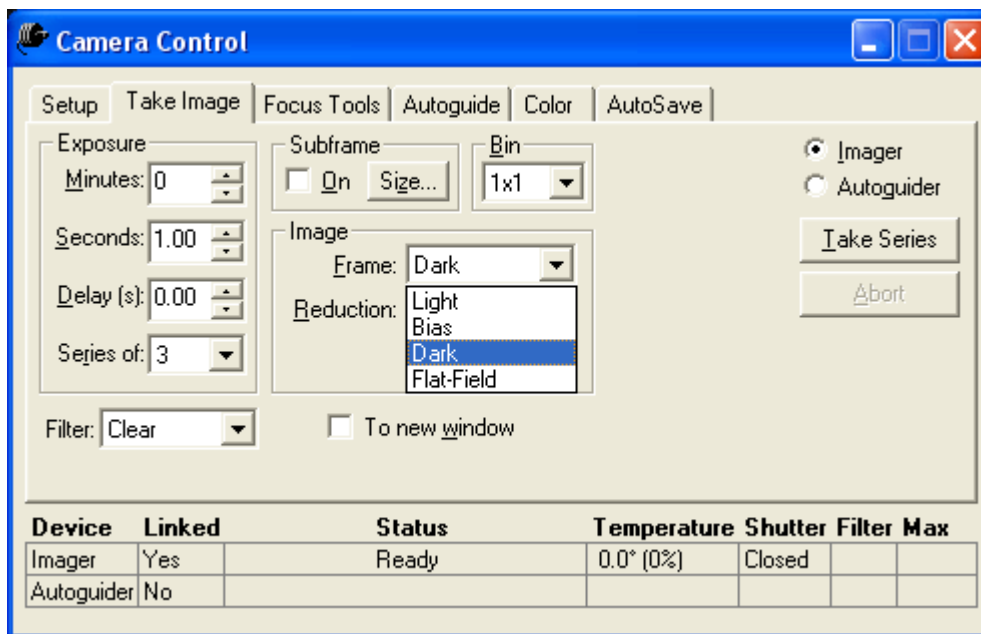 Camera Control
Setup Take Image Focus Tools Autoguide Color AutoSave
Exposure
Minutes: 0
Seconds: 1.00
Delay (s): 0.00
Series of: 3
Subframe
On Size...
Bin
1x1
Image
Frame: Dark
Reduction:
Light
Bias
Dark
Flat-Field
Imager
Autoguider
Take Series
Abort
Filter: Clear
To new window
Device Linked Status Temperature Shutter Filter Max
Imager Yes Ready 0.0° (0%) Closed
Autoguider No